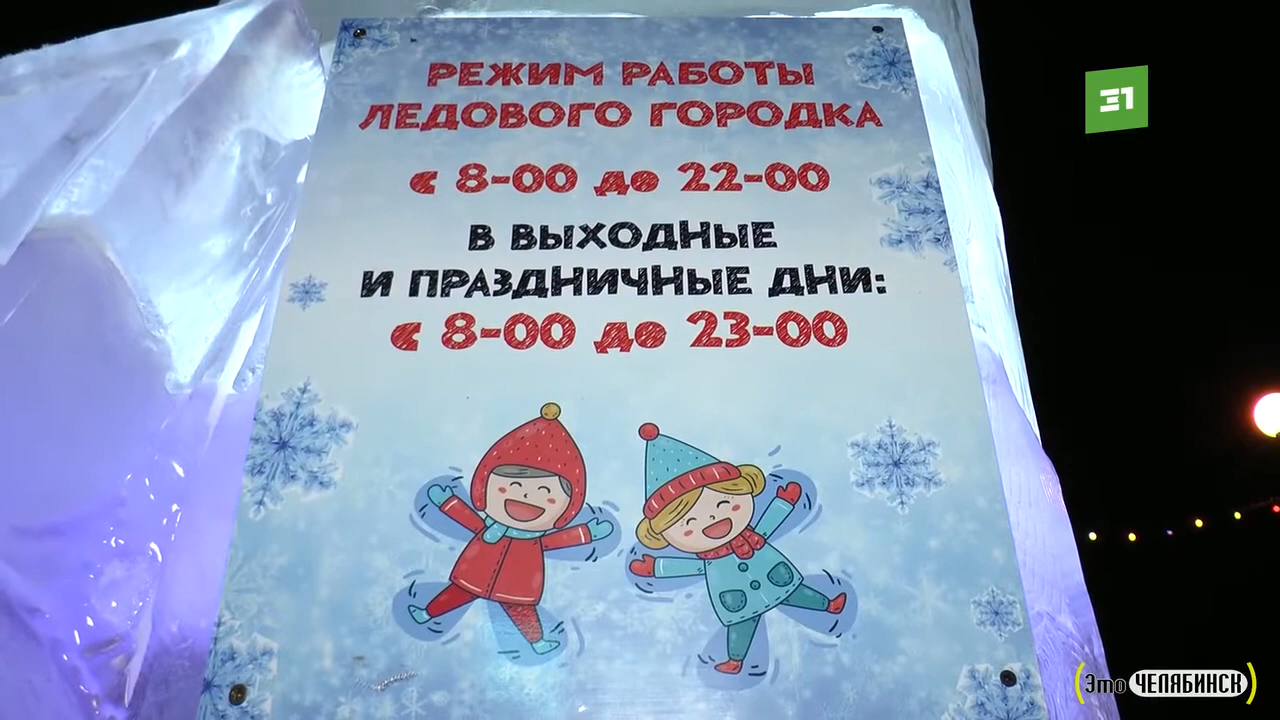 РЕЖИМ РАБОТЫ
ЛЕДОВОГО ГОРОДКА
с 8-00 до 22-00
В ВЫХОДНЫЕ
И ПРАЗДНИЧНЫЕ ДНИ:
с 8-00 до 23-00
31
(Это ЧЕЛЯБИНСК)